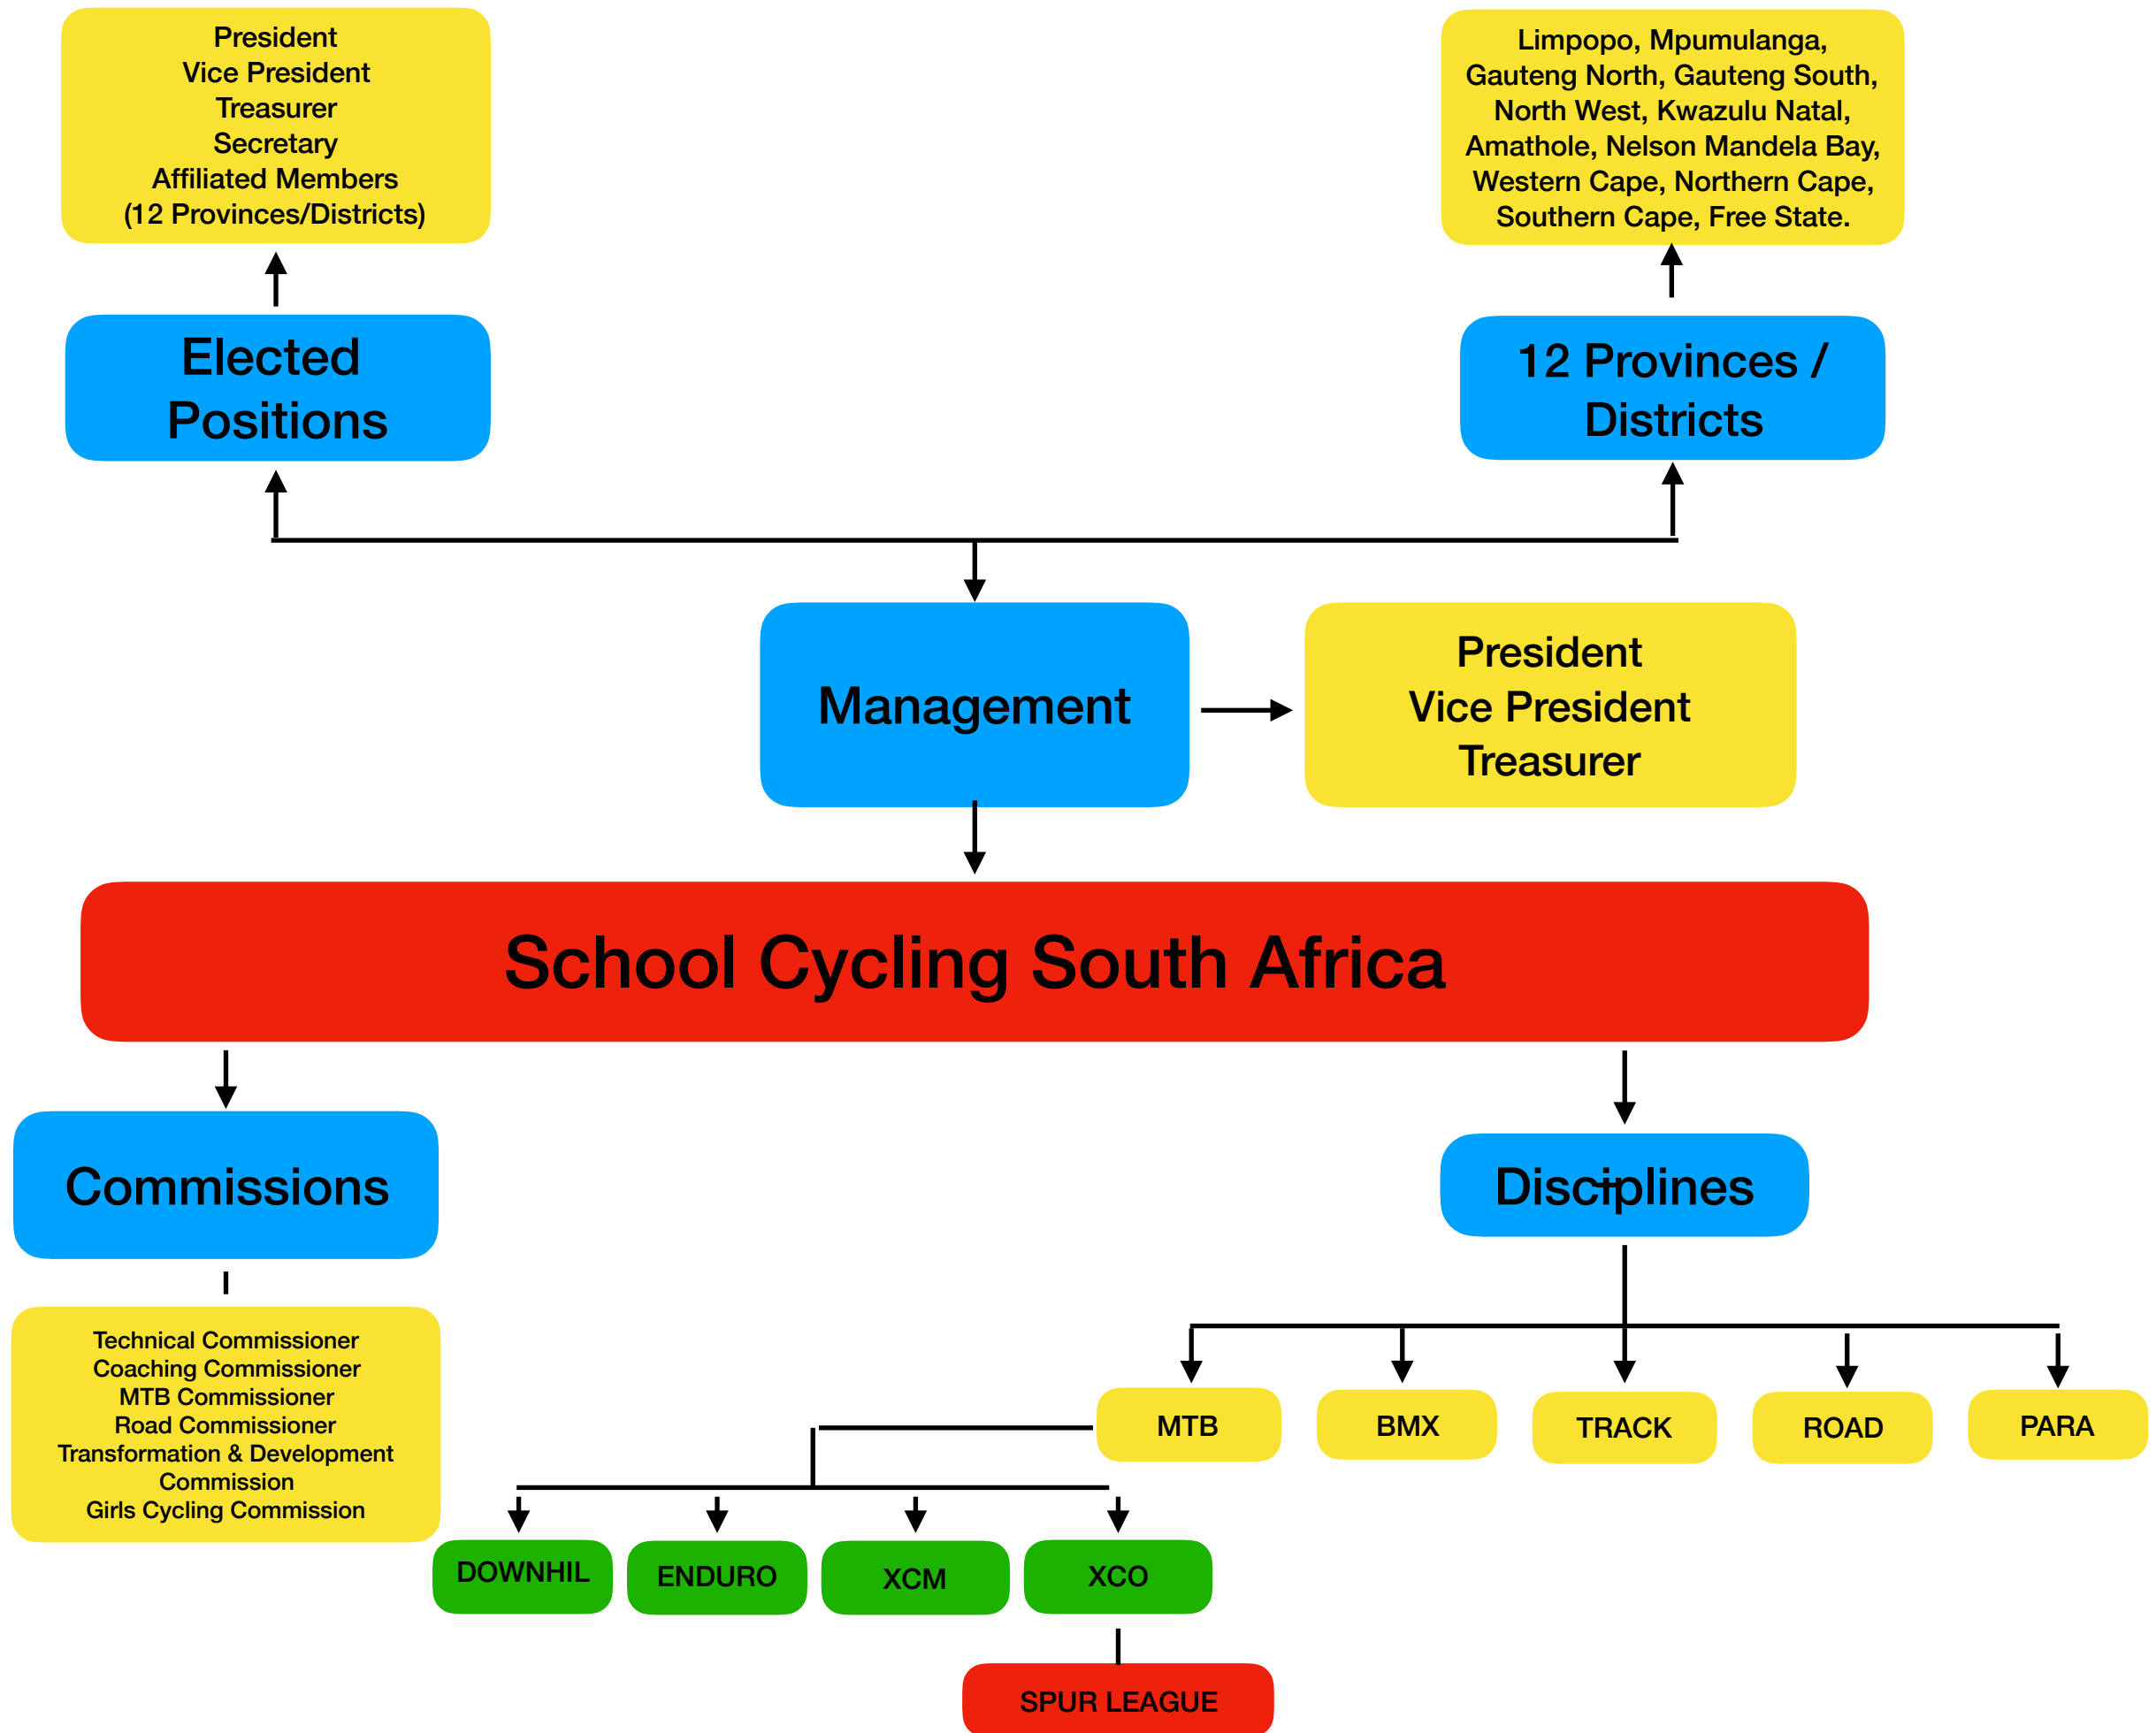 President
Vice President
Treasurer
Secretary
Affiliated Members
(12 Provinces/Districts)
Limpopo, Mpumulanga,
Gauteng North, Gauteng South,
North West, Kwazulu Natal,
Amathole, Nelson Mandela Bay,
Western Cape, Northern Cape,
Southern Cape, Free State.
Elected
Positions
12 Provinces /
Districts
Management
President
Vice President
Treasurer
School Cycling South Africa
Commissions
Disciplines
Technical Commissioner
Coaching Commissioner
MTB Commissioner
Road Commissioner
Transformation & Development
Commission
Girls Cycling Commission
MTB
BMX
TRACK
ROAD
PARA
DOWNHIL
ENDURO
XCM
XCO
SPUR LEAGUE